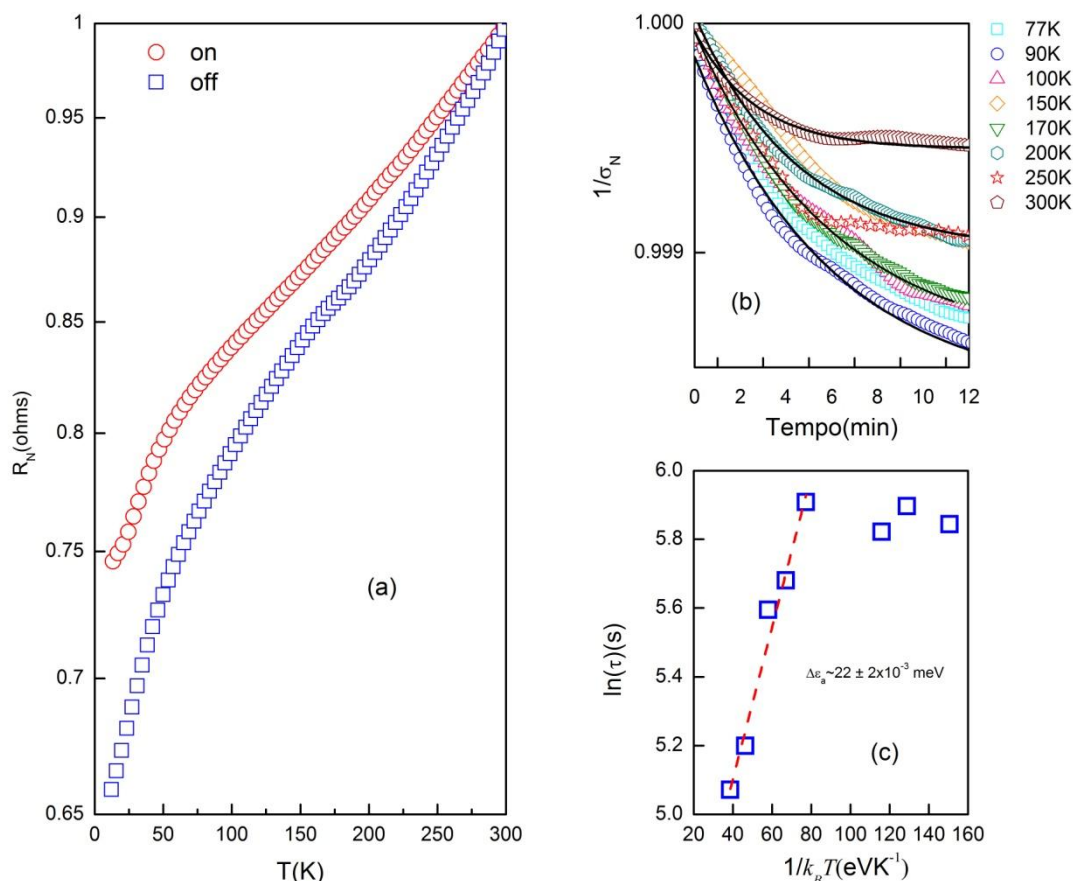 1
0.95
0.9
0.85
0.8
0.75
0.7
0.65
R_N(ohms)
on
off
(a)
0 50 100 150 200 250 300
T(K)
1.000
0.999
1/σ_N
(b)
0 2 4 6 8 10 12
Tempo(min)
77K
90K
100K
150K
170K
200K
250K
300K
6.0
5.8
5.6
5.4
5.2
5.0
ln(τ)(s)
Δε_a~22 ± 2x10⁻³ meV
(c)
20 40 60 80 100 120 140 160
1/k_BT(eVK⁻¹)